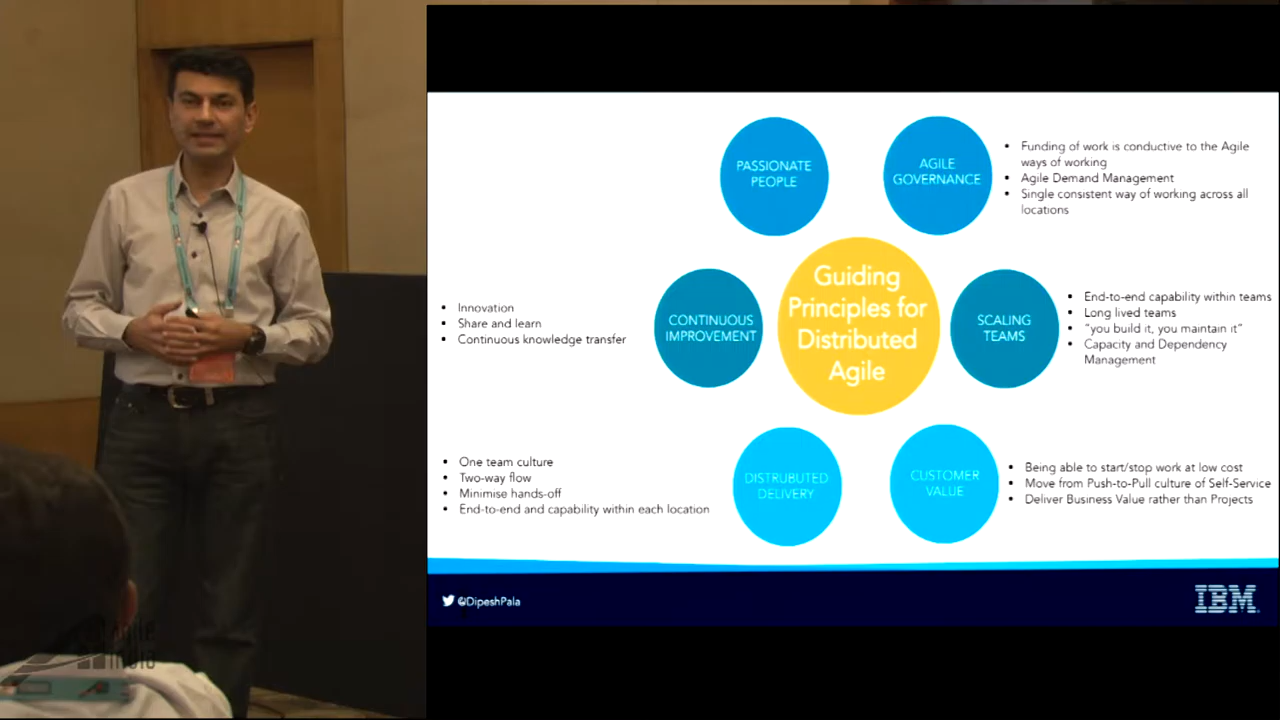 PASSIONATE
PEOPLE
AGILE
GOVERNANCE
▪ Funding of work is conductive to the Agile
ways of working
▪ Agile Demand Management
▪ Single consistent way of working across all
locations
▪ Innovation
▪ Share and learn
▪ Continuous knowledge transfer
CONTINUOUS
IMPROVEMENT
Guiding
Principles for
Distributed
Agile
SCALING
TEAMS
▪ End-to-end capability within teams
▪ Long lived teams
▪ "you build it, you maintain it"
▪ Capacity and Dependency
Management
▪ One team culture
▪ Two-way flow
▪ Minimise hands-off
▪ End-to-end and capability within each location
DISTRUBUTED
DELIVERY
CUSTOMER
VALUE
▪ Being able to start/stop work at low cost
▪ Move from Push-to-Pull culture of Self-Service
▪ Deliver Business Value rather than Projects
@DipeshPala
IBM
agile
india